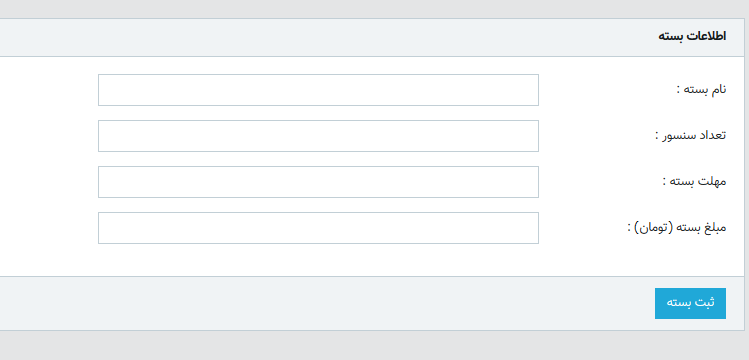 اطلاعات بسته
نام بسته :
تعداد سنسور :
مهلت بسته :
مبلغ بسته (تومان) :
ثبت بسته